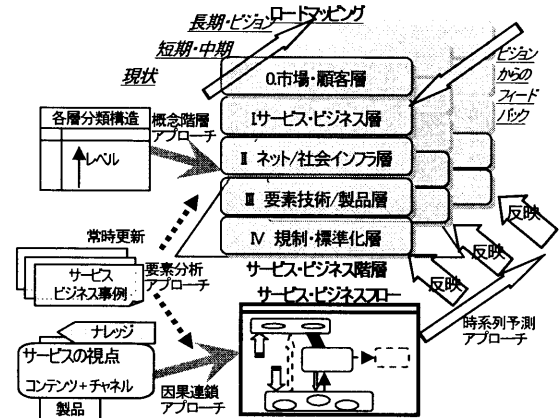 ロードマッピング
長期・ビジョン
短期・中期
現状
ビジョン
からの
フィード
バック
0.市場・顧客層
Iサービス・ビジネス層
II ネット/社会インフラ層
III 要素技術/製品層
IV 規制・標準化層
サービス・ビジネス階層
各層分類構造
レベル
概念階層
アプローチ
常時更新
サービス
ビジネス事例
要素分析
アプローチ
反映
反映
反映
サービス・ビジネスフロー
時系列予測
アプローチ
ナレッジ
サービスの視点
コンテンツ+チャネル
製品
因果連鎖
アプローチ